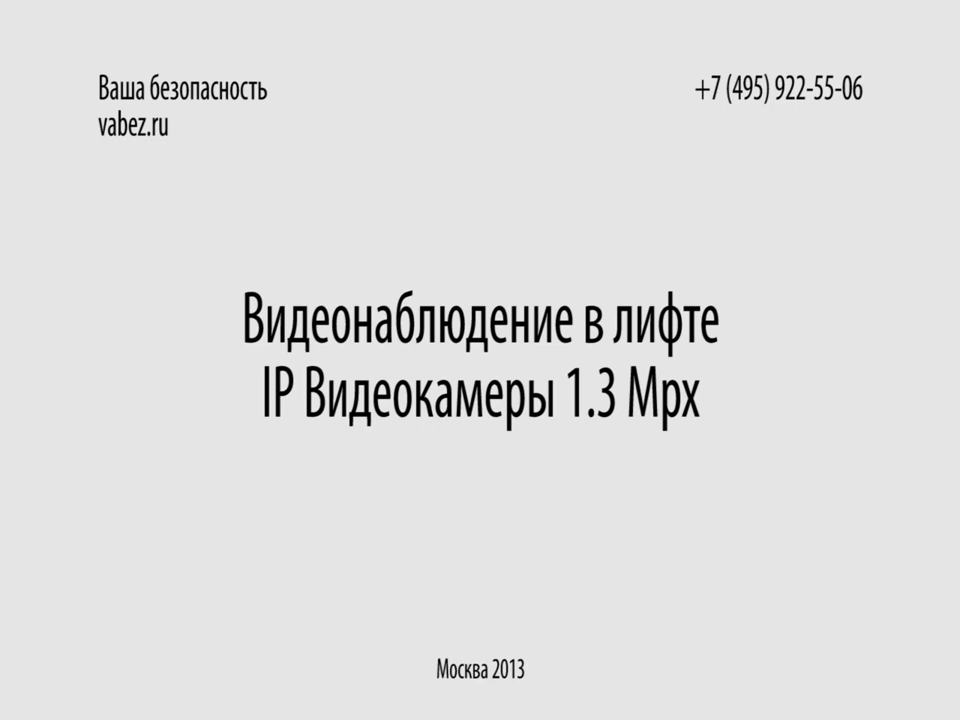 Ваша безопасность
vabez.ru
+7 (495) 922-55-06
Видеонаблюдение в лифте
IP Видеокамеры 1.3 Mpx
Москва 2013